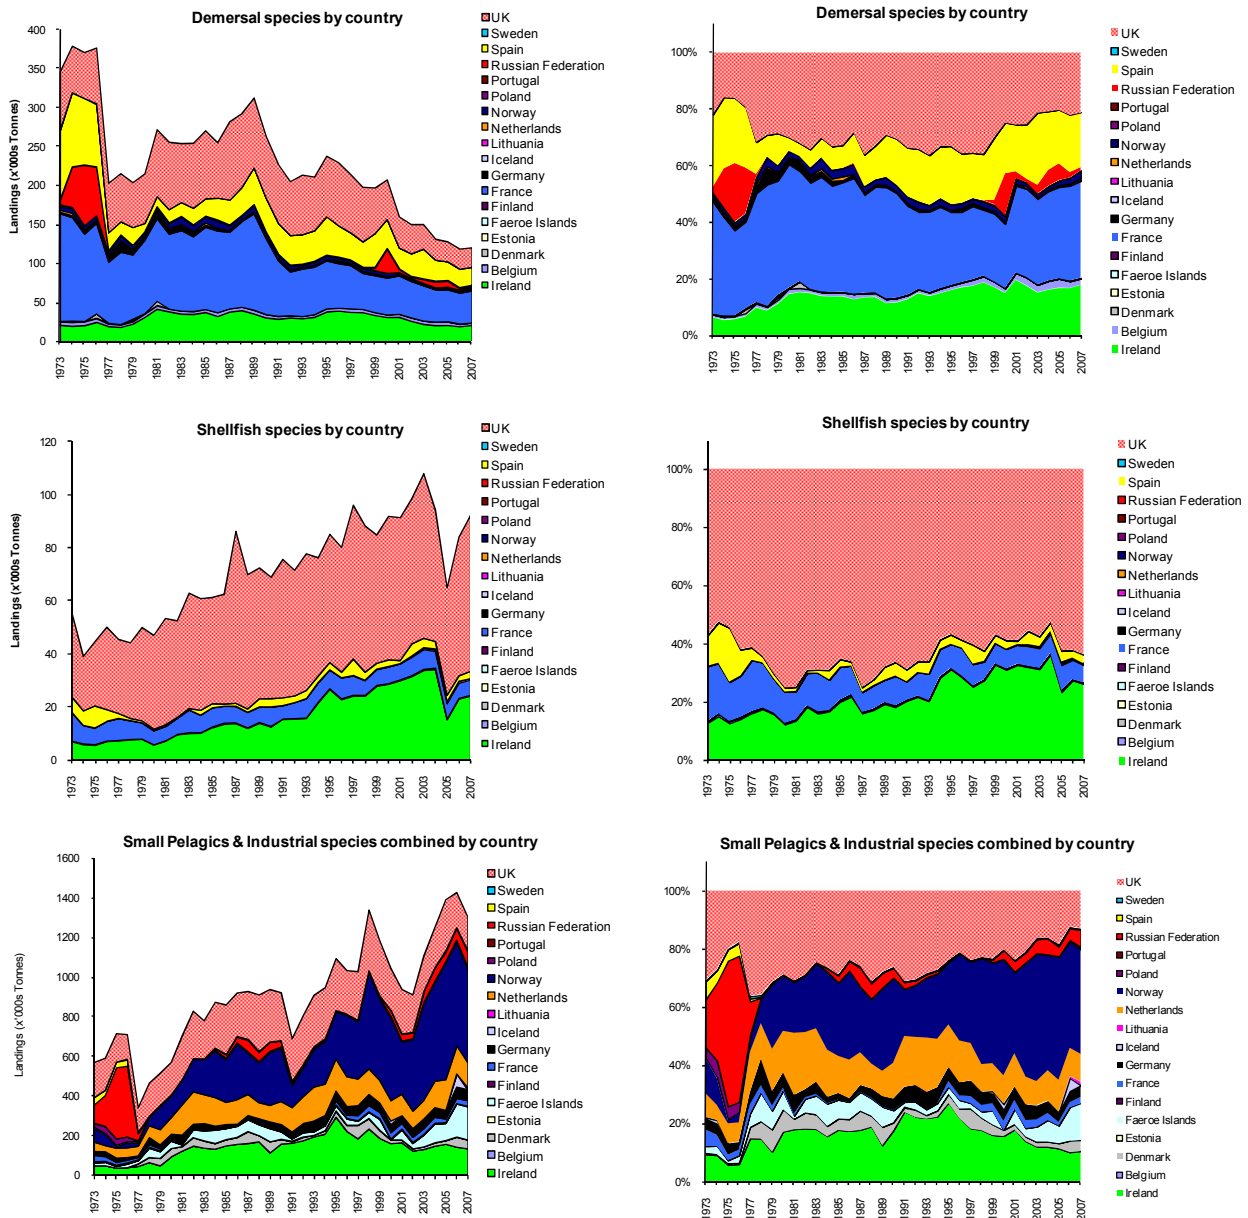 Demersal species by country
Landings (x'000s Tonnes)
400
350
300
250
200
150
100
50
0
1973
1975
1977
1979
1981
1983
1985
1987
1989
1991
1993
1995
1997
1999
2001
2003
2005
2007
UK
Sweden
Spain
Russian Federation
Portugal
Poland
Norway
Netherlands
Lithuania
Iceland
Germany
France
Finland
Faeroe Islands
Estonia
Denmark
Belgium
Ireland
Demersal species by country
100%
80%
60%
40%
20%
0%
1973
1975
1977
1979
1981
1983
1985
1987
1989
1991
1993
1995
1997
1999
2001
2003
2005
2007
UK
Sweden
Spain
Russian Federation
Portugal
Poland
Norway
Netherlands
Lithuania
Iceland
Germany
France
Finland
Faeroe Islands
Estonia
Denmark
Belgium
Ireland
Shellfish species by country
Landings (x'000s Tonnes)
120
100
80
60
40
20
0
1973
1975
1977
1979
1981
1983
1985
1987
1989
1991
1993
1995
1997
1999
2001
2003
2005
2007
UK
Sweden
Spain
Russian Federation
Portugal
Poland
Norway
Netherlands
Lithuania
Iceland
Germany
France
Finland
Faeroe Islands
Estonia
Denmark
Belgium
Ireland
Shellfish species by country
100%
80%
60%
40%
20%
0%
1973
1975
1977
1979
1981
1983
1985
1987
1989
1991
1993
1995
1997
1999
2001
2003
2005
2007
UK
Sweden
Spain
Russian Federation
Portugal
Poland
Norway
Netherlands
Lithuania
Iceland
Germany
France
Finland
Faeroe Islands
Estonia
Denmark
Belgium
Ireland
Small Pelagics & Industrial species combined by country
Landings (x'000s Tonnes)
1600
1400
1200
1000
800
600
400
200
0
1973
1975
1977
1979
1981
1983
1985
1987
1989
1991
1993
1995
1997
1999
2001
2003
2005
2007
UK
Sweden
Spain
Russian Federation
Portugal
Poland
Norway
Netherlands
Lithuania
Iceland
Germany
France
Finland
Faeroe Islands
Estonia
Denmark
Belgium
Ireland
Small Pelagics & Industrial species combined by country
100%
80%
60%
40%
20%
0%
1973
1975
1977
1979
1981
1983
1985
1987
1989
1991
1993
1995
1997
1999
2001
2003
2005
2007
UK
Sweden
Spain
Russian Federation
Portugal
Poland
Norway
Netherlands
Lithuania
Iceland
Germany
France
Finland
Faeroe Islands
Estonia
Denmark
Belgium
Ireland